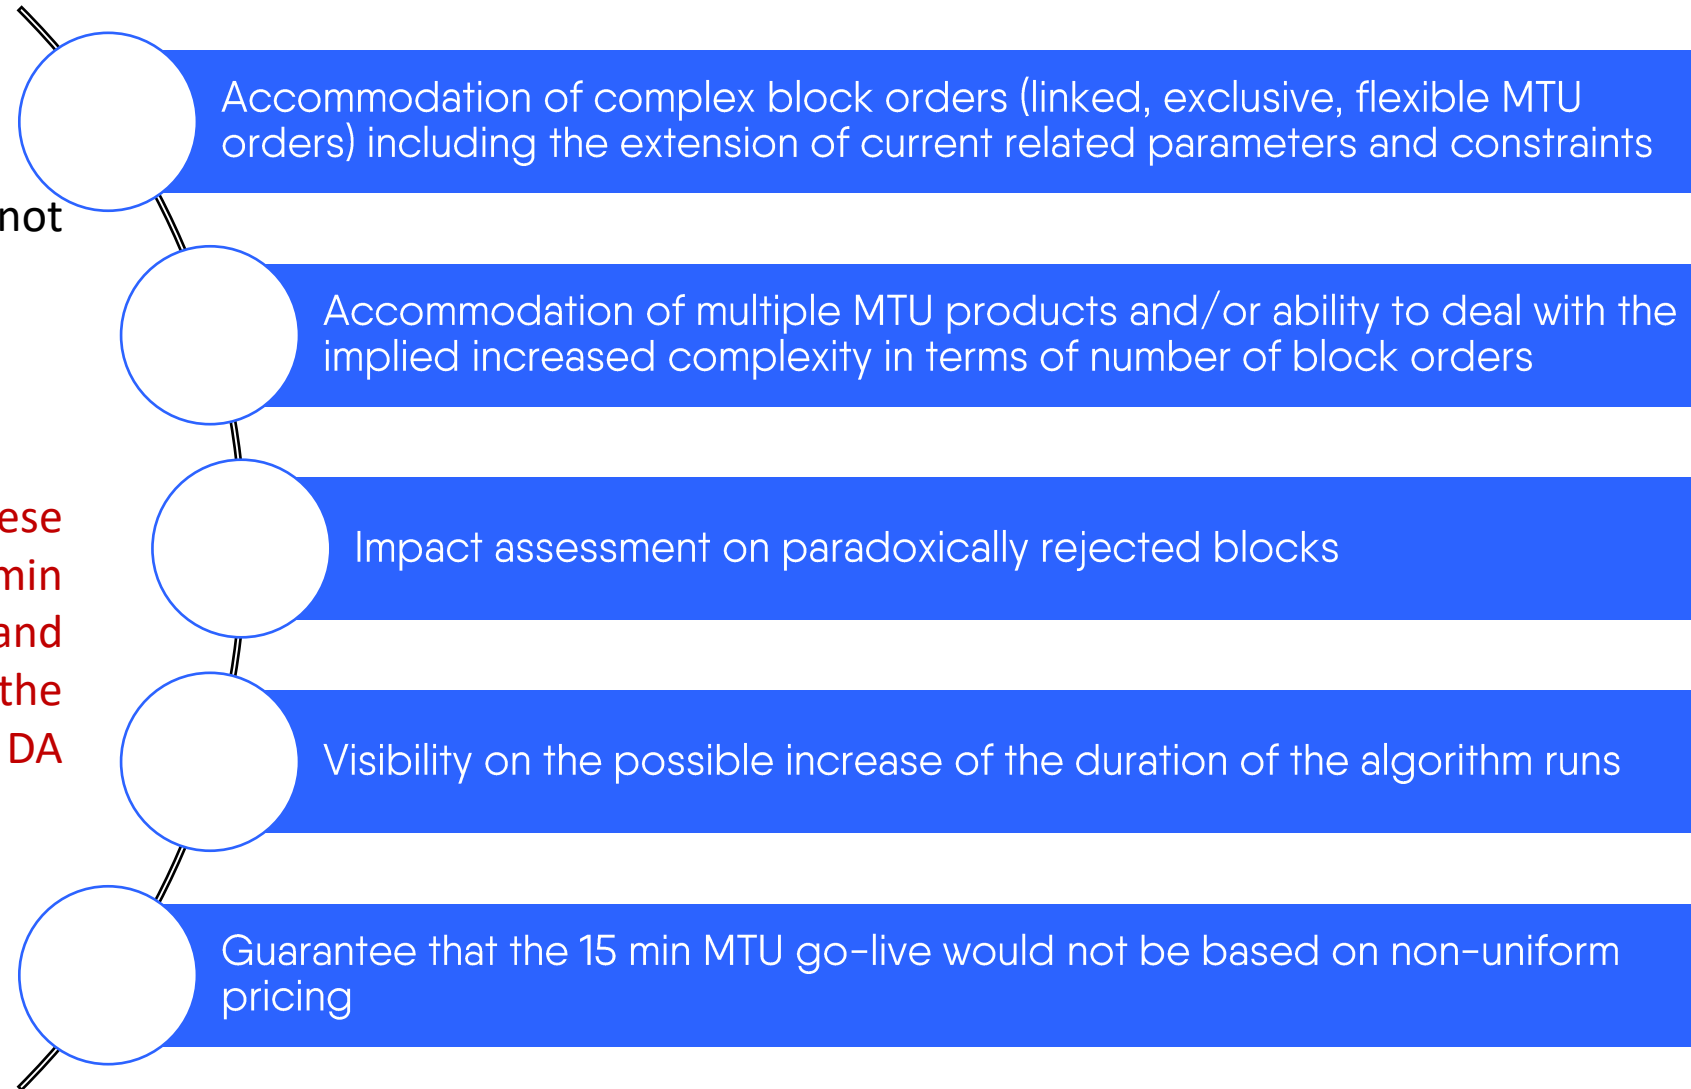 Accommodation of complex block orders (linked, exclusive, flexible MTU
orders) including the extension of current related parameters and constraints
not
Accommodation of multiple MTU products and/or ability to deal with the
implied increased complexity in terms of number of block orders
ese
min
and
the
DA
Impact assessment on paradoxically rejected blocks
Visibility on the possible increase of the duration of the algorithm runs
Guarantee that the 15 min MTU go-live would not be based on non-uniform
pricing